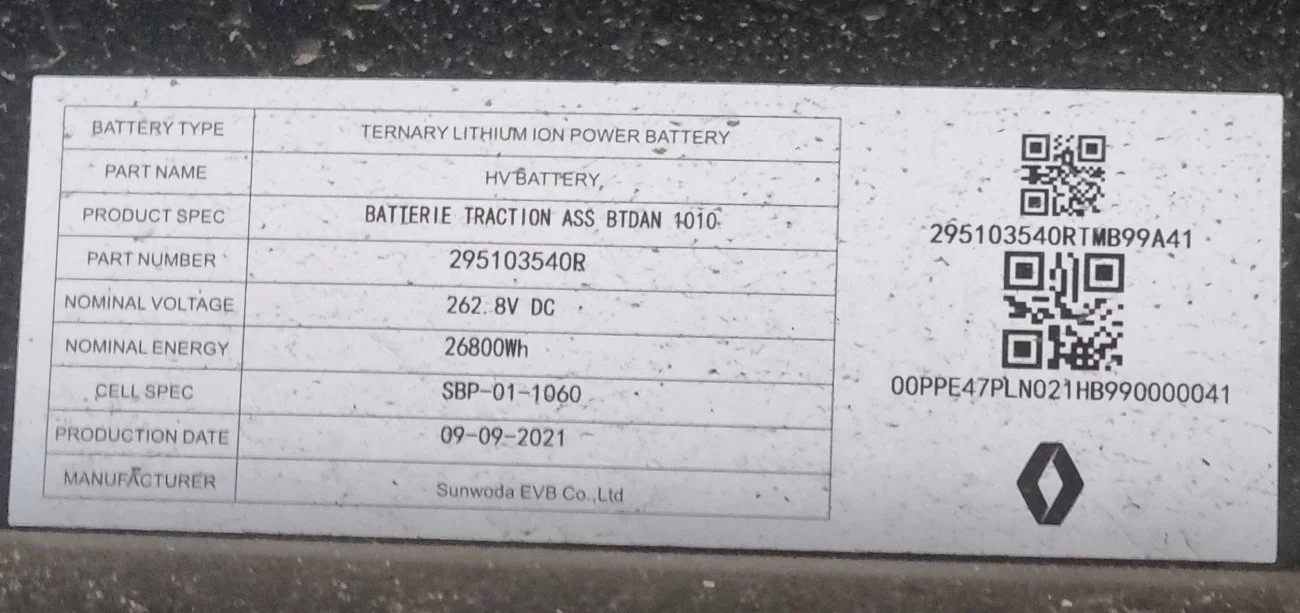 BATTERY TYPE TERNARY LITHIUM ION POWER BATTERY
PART NAME HV BATTERY
PRODUCT SPEC BATTERIE TRACTION ASS BTDAN 1010
PART NUMBER 295103540R
NOMINAL VOLTAGE 262.8V DC
NOMINAL ENERGY 26800Wh
CELL SPEC SBP-01-1060
PRODUCTION DATE 09-09-2021
MANUFACTURER Sunwoda EVB Co.,Ltd
295103540RTMB99A41
00PPE47PLN021HB990000041